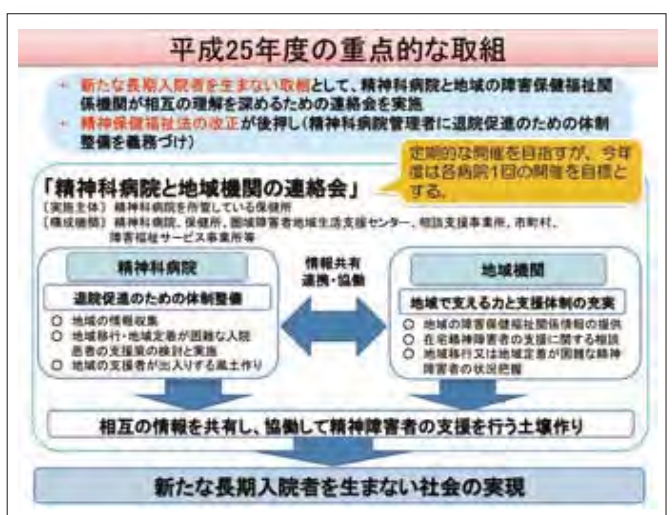 平成25年度の重点的な取組
・ 新たな長期入院者を生まない取組として、精神科病院と地域の障害保健福祉関
係機関が相互の理解を深めるための連絡会を実施
・ 精神保健福祉法の改正が後押し(精神科病院管理者に退院促進のための体制
整備を義務づけ)
定期的な開催を目指すが、今年
度は各病院1回の開催を目標と
する。
「精神科病院と地域機関の連絡会」
〔実施主体〕 精神科病院を所管している保健所
〔構成機関〕 精神科病院、保健所、圏域障害者地域生活支援センター、相談支援事業所、市町村、
障害福祉サービス事業所等
精神科病院
退院促進のための体制整備
○ 地域の情報収集
○ 地域移行・地域定着が困難な入院
患者の支援策の検討と実施
○ 地域の支援者が出入りする風土作り
情報共有
連携・協働
地域機関
地域で支える力と支援体制の充実
○ 地域の障害保健福祉関係情報の提供
○ 在宅精神障害者の支援に関する相談
○ 地域移行又は地域定着が困難な精神
障害者の状況把握
相互の情報を共有し、協働して精神障害者の支援を行う土壌作り
新たな長期入院者を生まない社会の実現